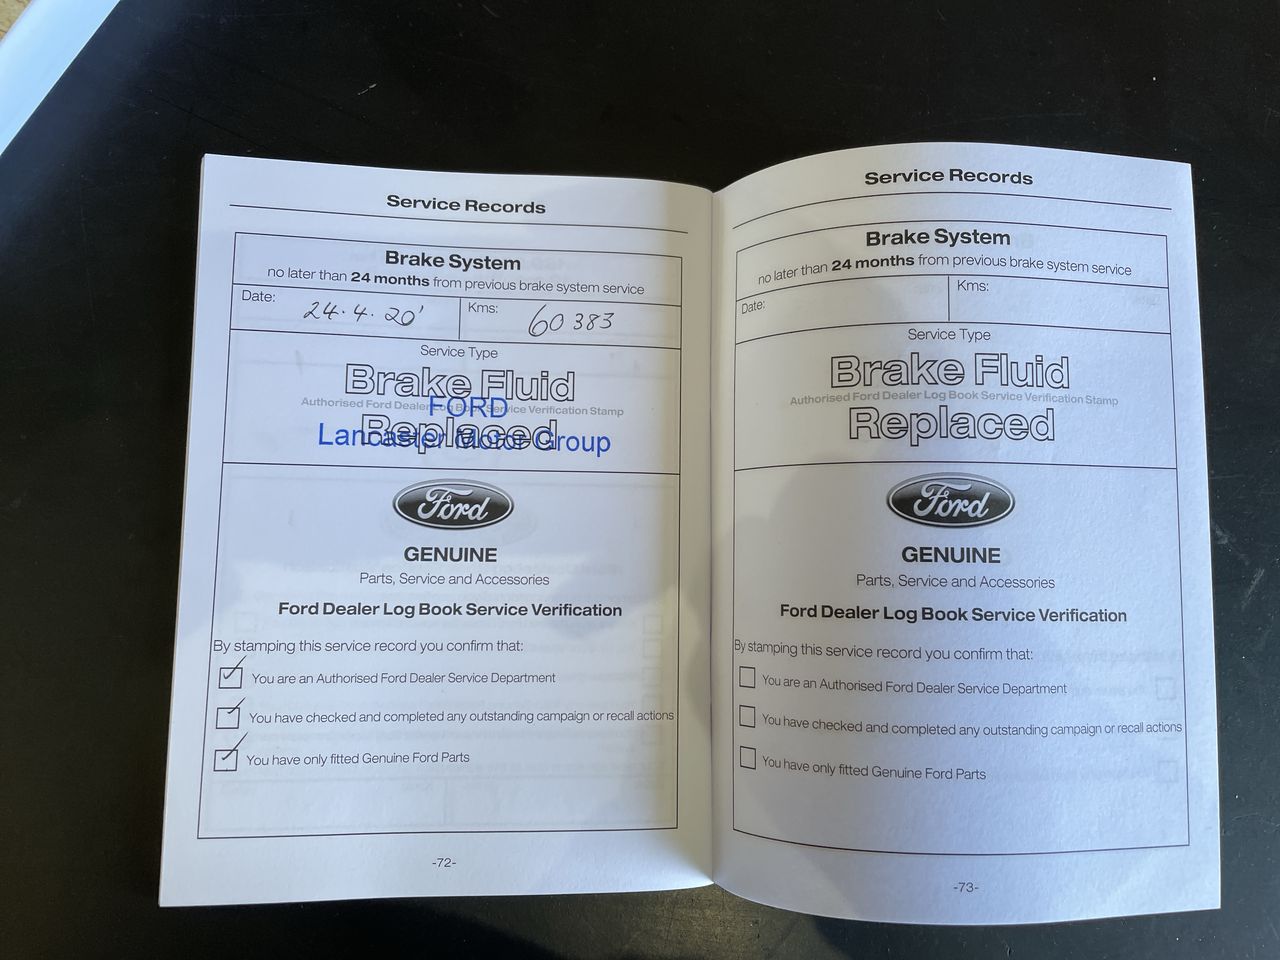 Service Records
Brake System
no later than 24 months from previous brake system service
Date: 24.4.20'
Kms: 60 383
Service Type
Brake Fluid
Authorised Ford Dealer Log Book Service Verification Stamp
FORD
Replaced
Lancaster Motor Group
Ford
GENUINE
Parts, Service and Accessories
Ford Dealer Log Book Service Verification
By stamping this service record you confirm that:
You are an Authorised Ford Dealer Service Department
You have checked and completed any outstanding campaign or recall actions
You have only fitted Genuine Ford Parts
-72-
Service Records
Brake System
no later than 24 months from previous brake system service
Date:
Kms:
Service Type
Brake Fluid
Authorised Ford Dealer Log Book Service Verification Stamp
Replaced
Ford
GENUINE
Parts, Service and Accessories
Ford Dealer Log Book Service Verification
By stamping this service record you confirm that:
You are an Authorised Ford Dealer Service Department
You have checked and completed any outstanding campaign or recall actions
You have only fitted Genuine Ford Parts
-73-